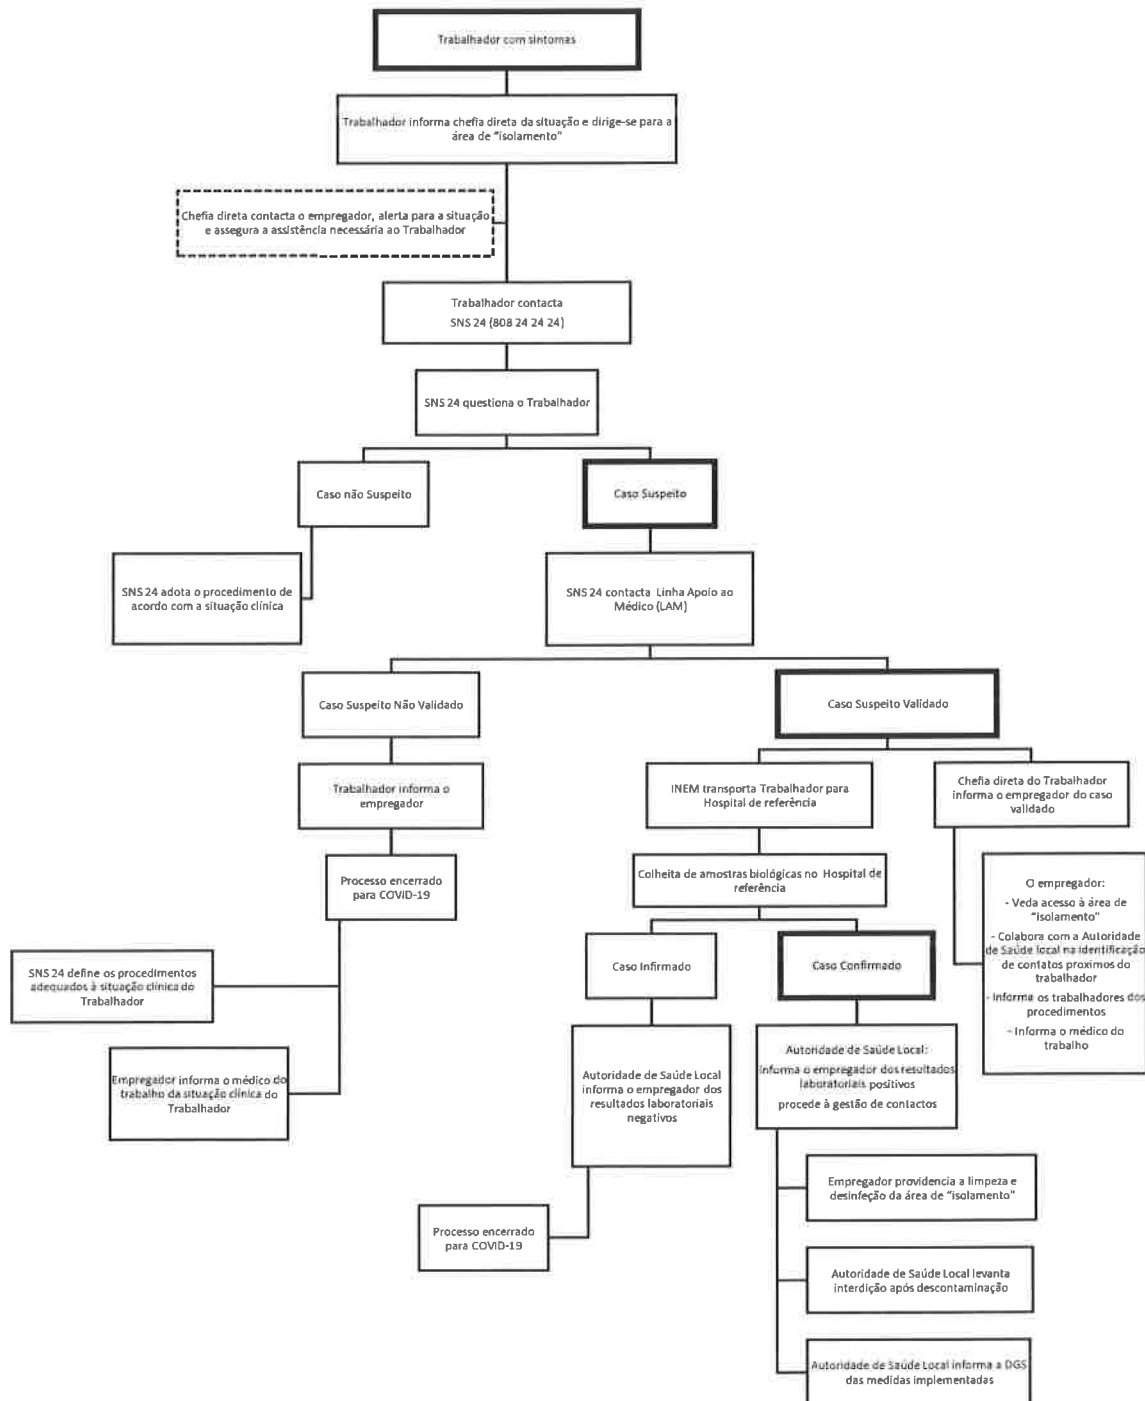 Trabalhador com sintomas
Trabalhador informa chefia direta da situação e dirige-se para a
área de "isolamento"
Chefia direta contacta o empregador, alerta para a situação
e assegura a assistência necessária ao Trabalhador
Trabalhador contacta
SNS 24 (808 24 24 24)
SNS 24 questiona o Trabalhador
Caso não Suspeito
Caso Suspeito
SNS 24 adota o procedimento de
acordo com a situação clínica
SNS 24 contacta Linha Apoio ao
Médico (LAM)
Caso Suspeito Não Validado
Caso Suspeito Validado
Trabalhador informa o
empregador
INEM transporta Trabalhador para
Hospital de referência
Chefia direta do Trabalhador
informa o empregador do caso
validado
Processo encerrado
para COVID-19
Colheita de amostras biológicas no Hospital de
referência
O empregador:
- Veda acesso à área de
"isolamento"
- Colabora com a Autoridade
de Saúde local na identificação
de contatos proximos do
trabalhador
- Informa os trabalhadores dos
procedimentos
- Informa o médico do
trabalho
SNS 24 define os procedimentos
adequados à situação clínica do
Trabalhador
Caso Infirmado
Caso Confirmado
Empregador informa o médico do
trabalho da situação clínica do
Trabalhador
Autoridade de Saúde Local
informa o empregador dos
resultados laboratoriais
negativos
Autoridade de Saúde Local:
informa o empregador dos resultados
laboratoriais positivos
procede à gestão de contactos
Processo encerrado
para COVID-19
Empregador providencia a limpeza e
desinfeção da área de "isolamento"
Autoridade de Saúde Local levanta
interdição após descontaminação
Autoridade de Saúde Local informa a DGS
das medidas implementadas